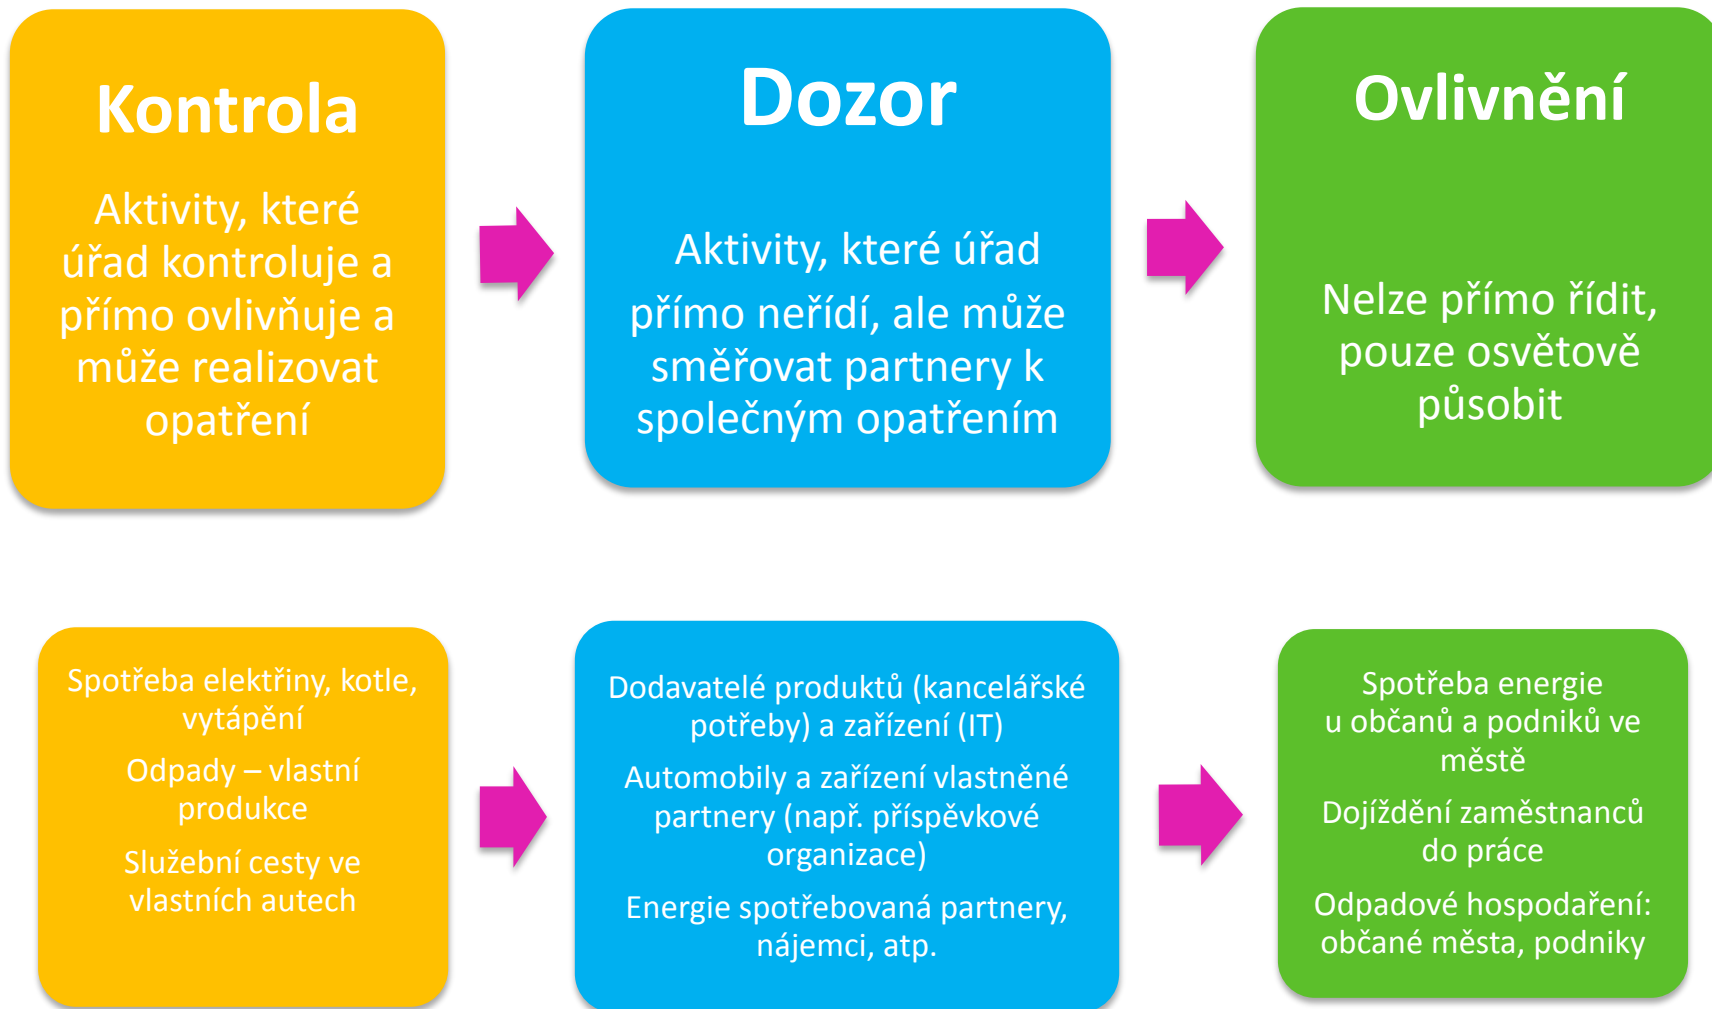 Kontrola
Aktivity, které
úřad kontroluje a
přímo ovlivňuje a
může realizovat
opatření
Dozor
Aktivity, které úřad
přímo neřídí, ale může
směřovat partnery k
společným opatřením
Ovlivnění
Nelze přímo řídit,
pouze osvětově
působit
Spotřeba elektřiny, kotle,
vytápění
Odpady – vlastní
produkce
Služební cesty ve
vlastních autech
Dodavatelé produktů (kancelářské
potřeby) a zařízení (IT)
Automobily a zařízení vlastněné
partnery (např. příspěvkové
organizace)
Energie spotřebovaná partnery,
nájemci, atp.
Spotřeba energie
u občanů a podniků ve
městě
Dojíždění zaměstnanců
do práce
Odpadové hospodaření:
občané města, podniky